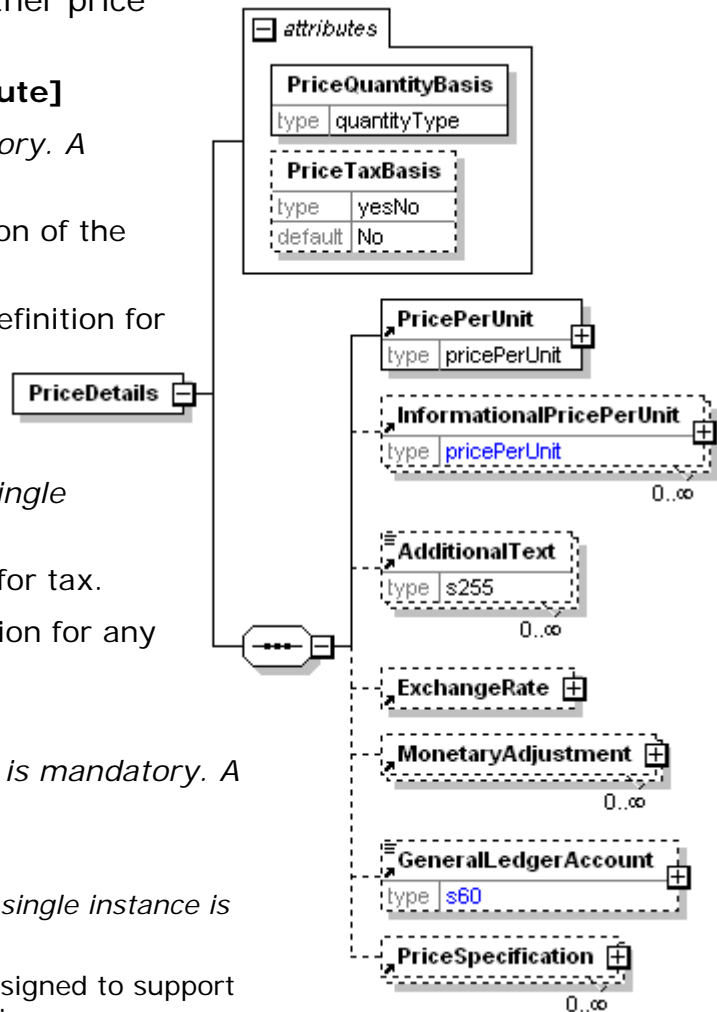 her price
ute]
ory. A
on of the
efinition for
ingle
for tax.
ion for any
is mandatory. A
single instance is
signed to support
attributes
PriceQuantityBasis
type quantityType
PriceTaxBasis
type yesNo
default No
PriceDetails
PricePerUnit
type pricePerUnit
InformationalPricePerUnit
type pricePerUnit
0..∞
AdditionalText
type s255
0..∞
ExchangeRate
MonetaryAdjustment
0..∞
GeneralLedgerAccount
type s60
PriceSpecification
0..∞